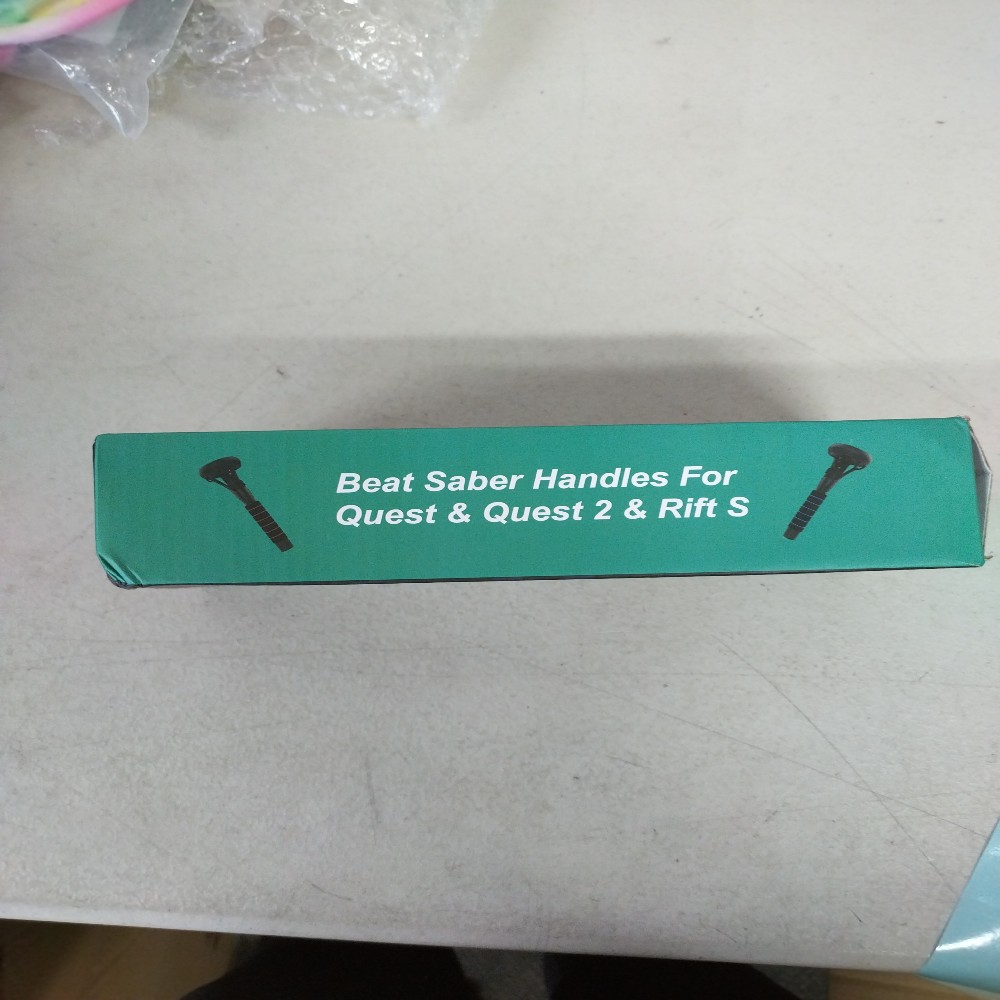 Beat Saber Handles For
Quest & Quest 2 & Rift S